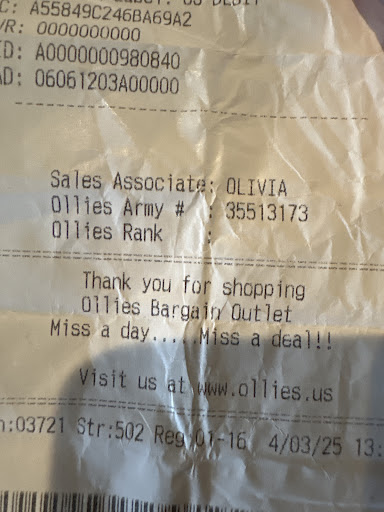 C: A55849C246BA69A2
VR: 0000000000
ID: A0000000980840
AD: 06061203A00000
Sales Associate: OLIVIA
Ollies Army # : 35513173
Ollies Rank :
Thank you for shopping
Ollies Bargain Outlet
Miss a day.....Miss a deal!!
Visit us at www.ollies.us
n:03721 Str:502 Reg 01-16 4/03/25 13: